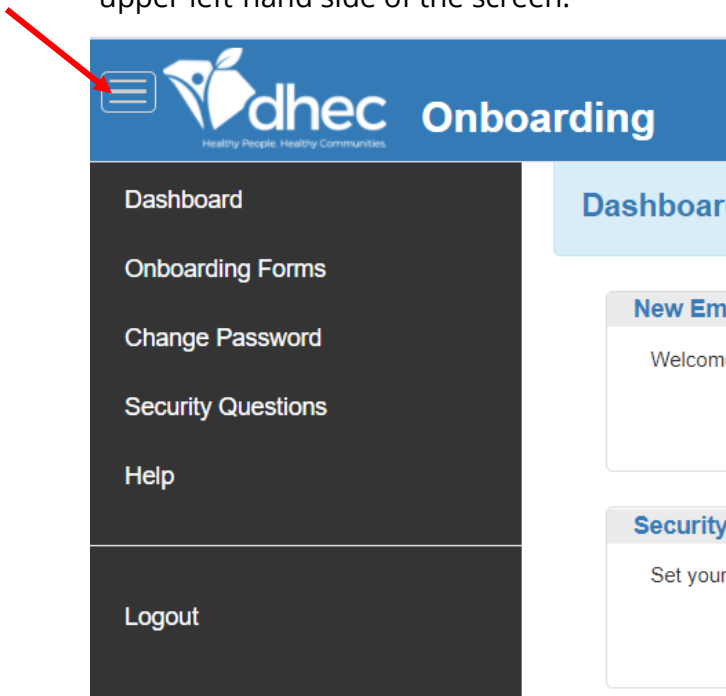 upper left-hand side of the screen.
dhec
Healthy People. Healthy Communities.
Onboarding
Dashboard
Onboarding Forms
Change Password
Security Questions
Help
Logout
Dashboar
New Em
Welcom
Security
Set your